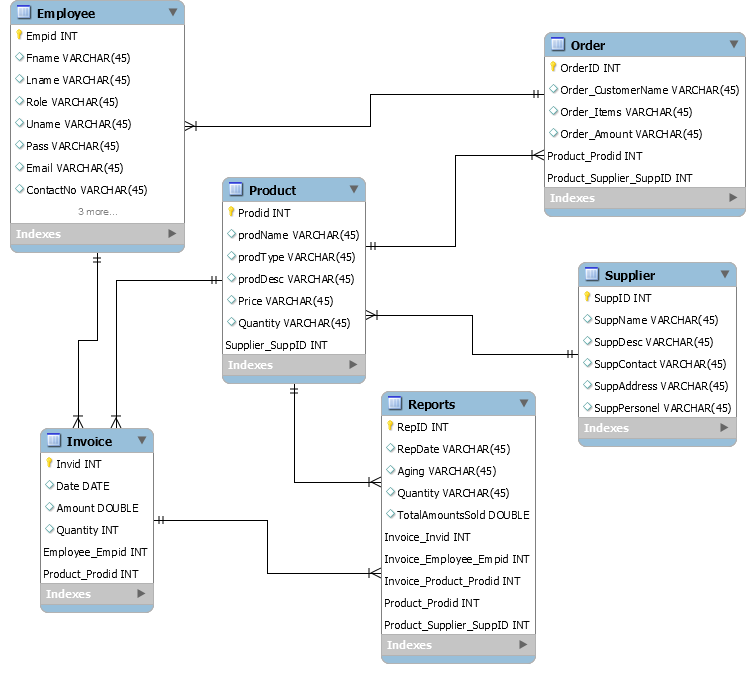 Employee
Empid INT
Fname VARCHAR(45)
Lname VARCHAR(45)
Role VARCHAR(45)
Uname VARCHAR(45)
Pass VARCHAR(45)
Email VARCHAR(45)
ContactNo VARCHAR(45)
3 more...
Indexes
Order
OrderID INT
Order_CustomerName VARCHAR(45)
Order_Items VARCHAR(45)
Order_Amount VARCHAR(45)
Product_Prodid INT
Product_Supplier_SuppID INT
Indexes
Product
Prodid INT
prodName VARCHAR(45)
prodType VARCHAR(45)
prodDesc VARCHAR(45)
Price VARCHAR(45)
Quantity VARCHAR(45)
Supplier_SuppID INT
Indexes
Supplier
SuppID INT
SuppName VARCHAR(45)
SuppDesc VARCHAR(45)
SuppContact VARCHAR(45)
SuppAddress VARCHAR(45)
SuppPersonel VARCHAR(45)
Indexes
Invoice
Invid INT
Date DATE
Amount DOUBLE
Quantity INT
Employee_Empid INT
Product_Prodid INT
Indexes
Reports
RepID INT
RepDate VARCHAR(45)
Aging VARCHAR(45)
Quantity VARCHAR(45)
TotalAmountsSold DOUBLE
Invoice_Invid INT
Invoice_Employee_Empid INT
Invoice_Product_Prodid INT
Product_Prodid INT
Product_Supplier_SuppID INT
Indexes